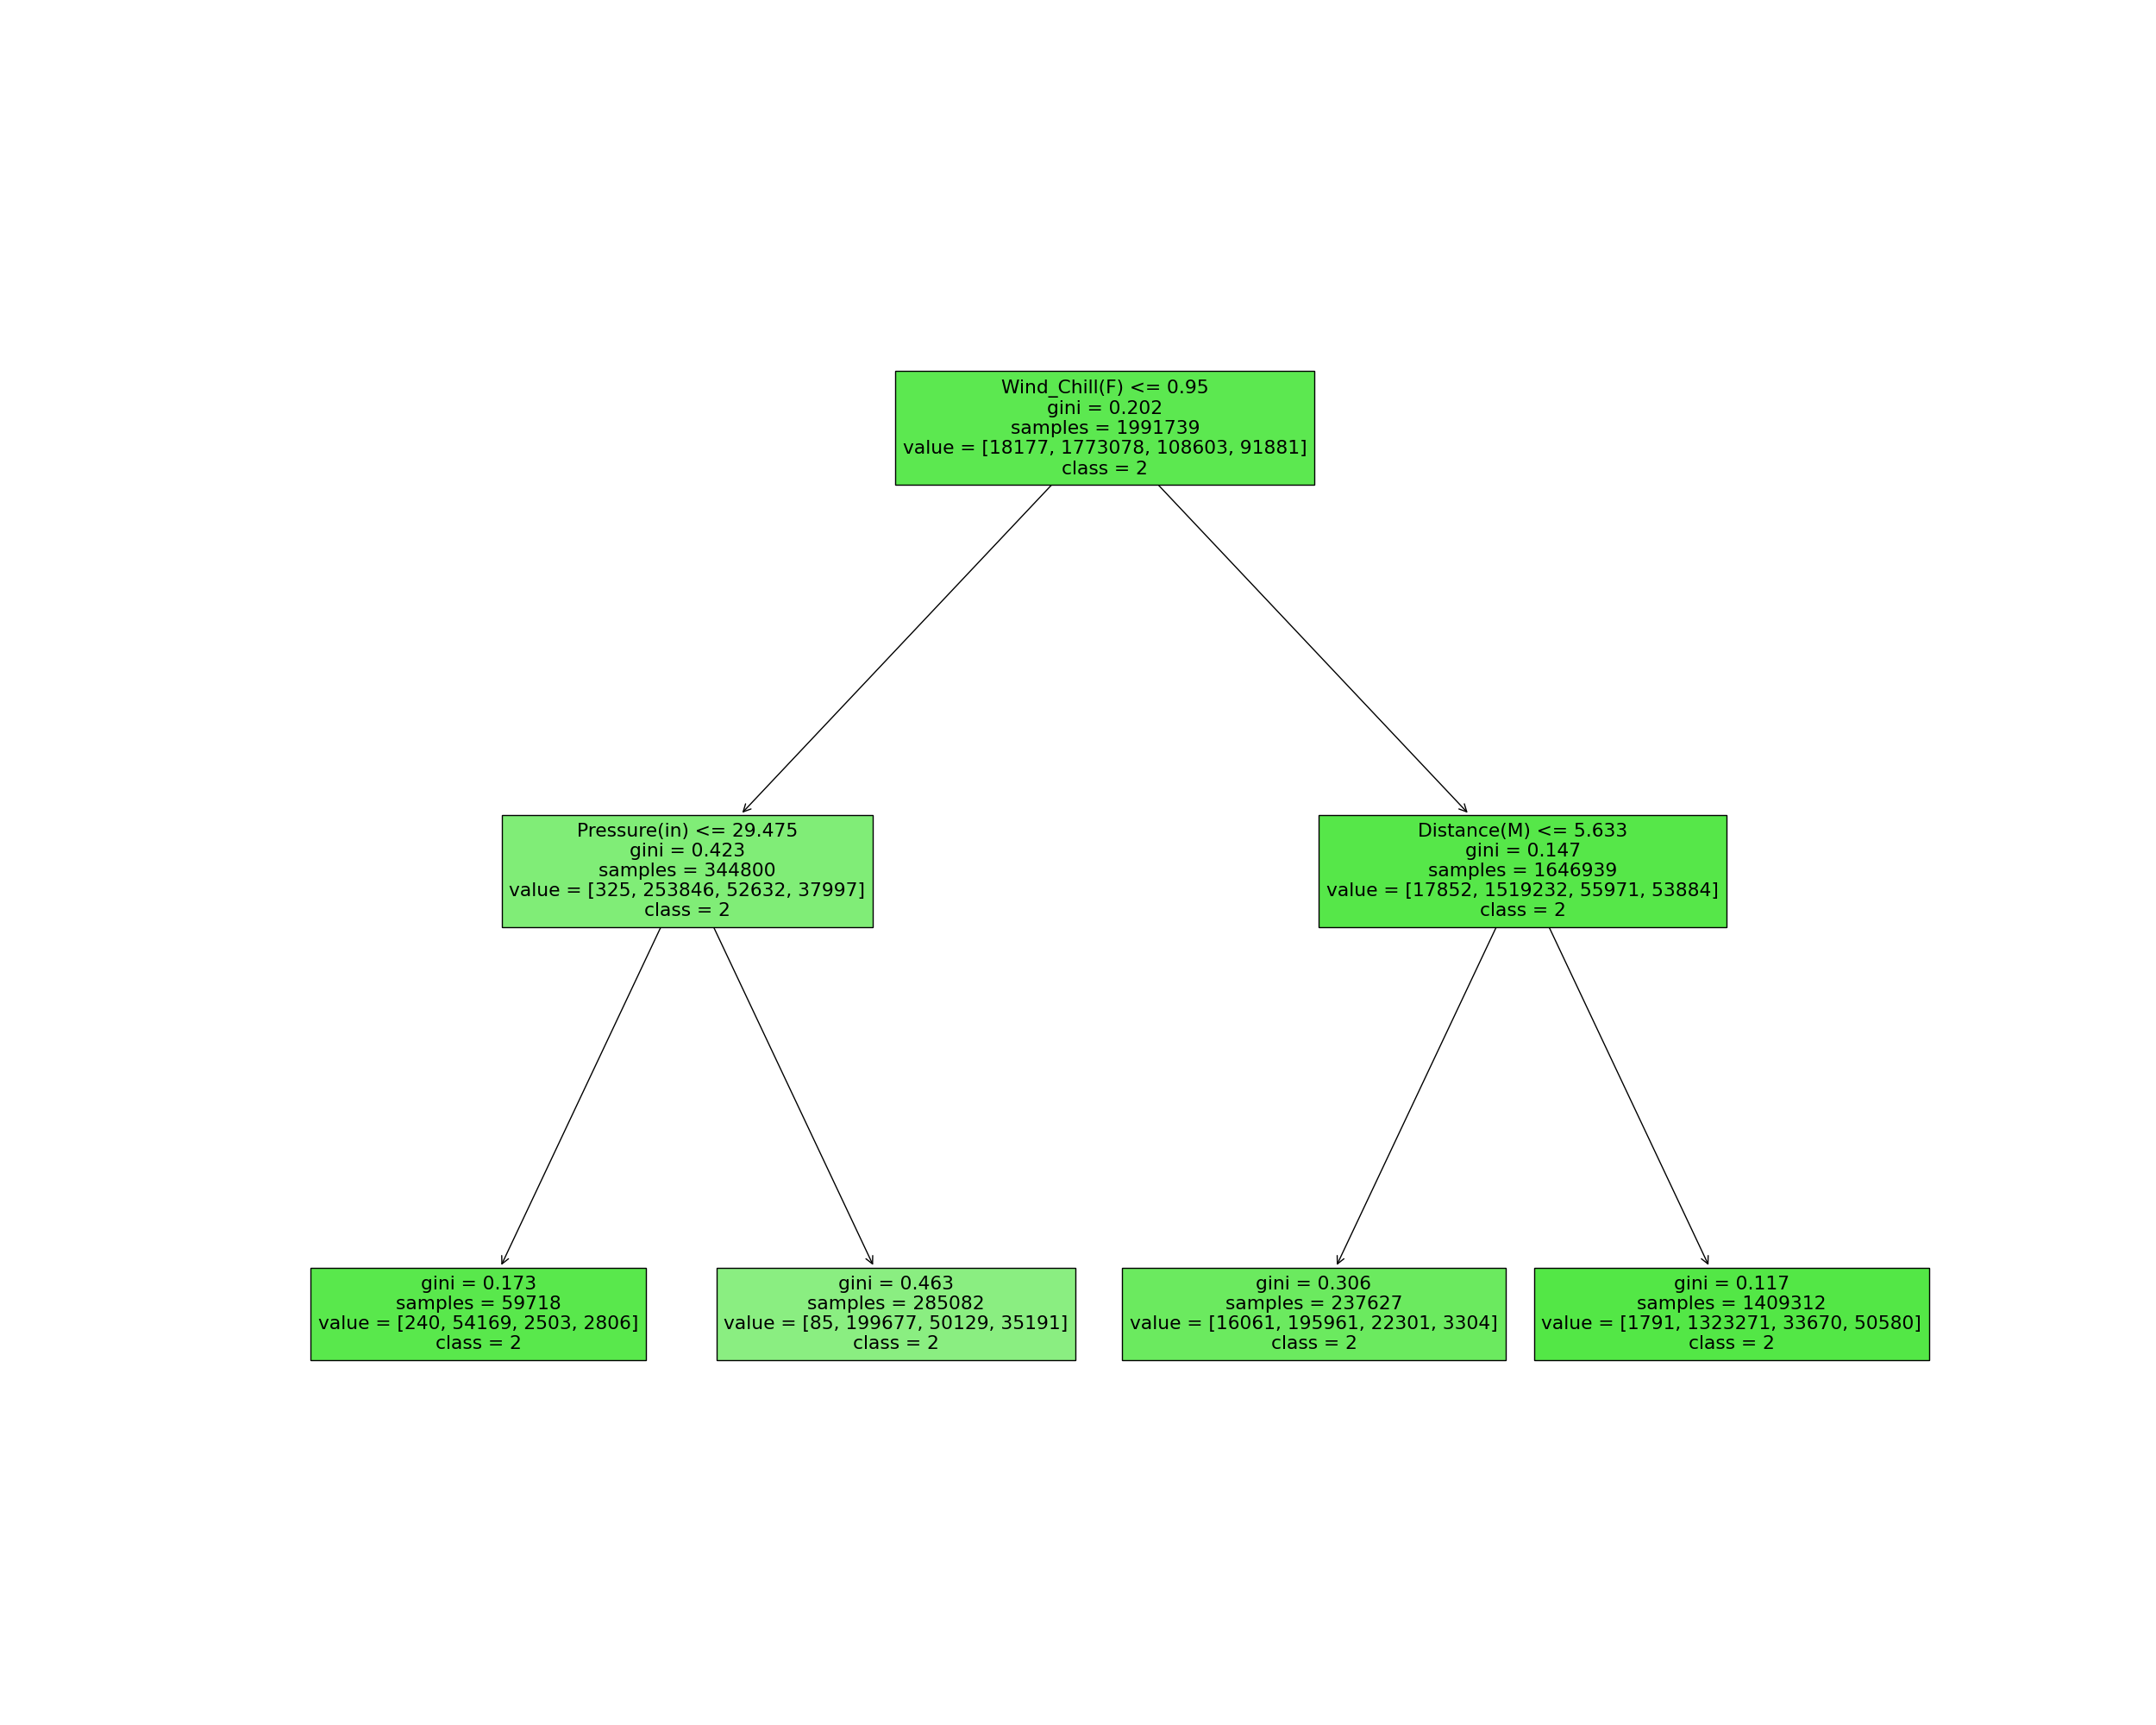 Wind_Chill(F) <= 0.95
gini = 0.202
samples = 1991739
value = [18177, 1773078, 108603, 91881]
class = 2
Pressure(in) <= 29.475
gini = 0.423
samples = 344800
value = [325, 253846, 52632, 37997]
class = 2
Distance(M) <= 5.633
gini = 0.147
samples = 1646939
value = [17852, 1519232, 55971, 53884]
class = 2
gini = 0.173
samples = 59718
value = [240, 54169, 2503, 2806]
class = 2
gini = 0.463
samples = 285082
value = [85, 199677, 50129, 35191]
class = 2
gini = 0.306
samples = 237627
value = [16061, 195961, 22301, 3304]
class = 2
gini = 0.117
samples = 1409312
value = [1791, 1323271, 33670, 50580]
class = 2